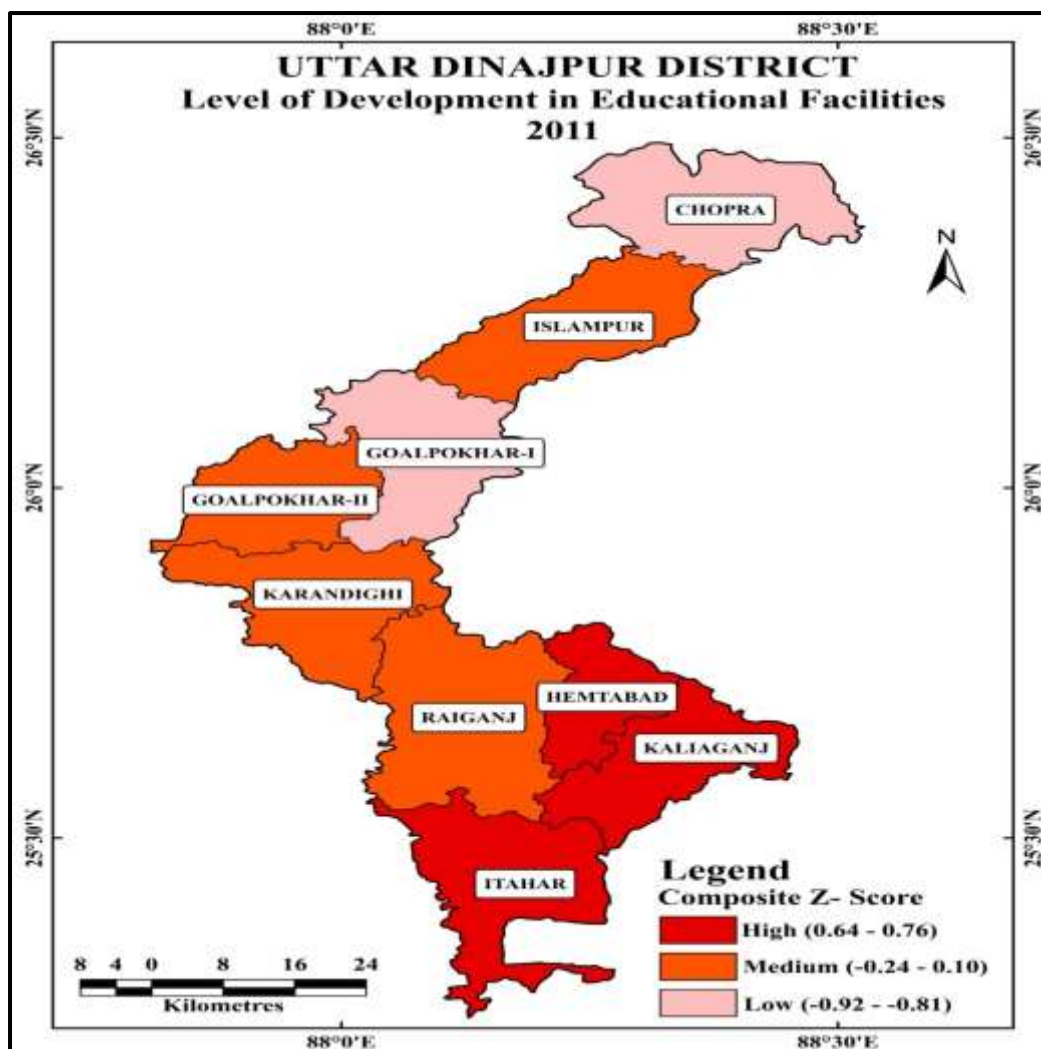 88°0'E
88°30'E
UTTAR DINAJPUR DISTRICT
Level of Development in Educational Facilities
2011
26°30'N
26°30'N
CHOPRA
N
ISLAMPUR
GOALPOKHAR-I
26°0'N
GOALPOKHAR-II
26°0'N
KARANDIGHI
HEMTABAD
RAIGANJ
KALIAGANJ
25°30'N
25°30'N
ITAHAR
Legend
Composite Z- Score
High (0.64 - 0.76)
Medium (-0.24 - 0.10)
Low (-0.92 - -0.81)
8 4 0 8 16 24
Kilometres
88°0'E
88°30'E